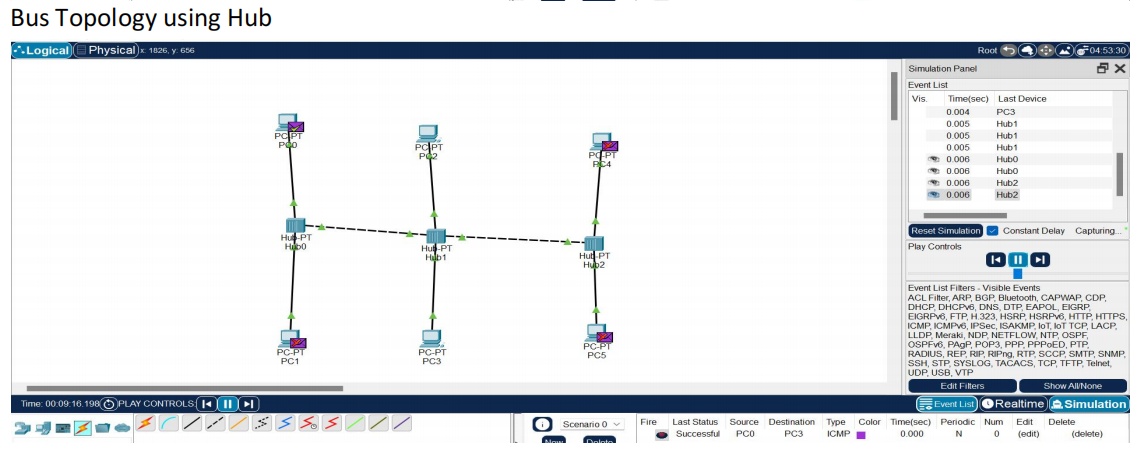 Bus Topology using Hub
Logical Physical x: 1826, y: 656 Root 04:53:30
Simulation Panel
Event List
Vis. Time(sec) Last Device
0.004 PC3
0.005 Hub1
0.005 Hub1
0.005 Hub1
0.006 Hub0
0.006 Hub0
0.006 Hub2
0.006 Hub2
Reset Simulation Constant Delay Capturing...
Play Controls
Event List Filters - Visible Events
ACL Filter, ARP, BGP, Bluetooth, CAPWAP, CDP,
DHCP, DHCPv6, DNS, DTP, EAPOL, EIGRP,
EIGRPv6, FTP, H.323, HSRP, HSRPv6, HTTP, HTTPS,
ICMP, ICMPv6, IPSec, ISAKMP, IoT, IoT TCP, LACP,
LLDP, Meraki, NDP, NETFLOW, NTP, OSPF,
OSPFv6, PAgP, POP3, PPP, PPPoED, PTP,
RADIUS, REP, RIP, RIPng, RTP, SCCP, SMTP, SNMP,
SSH, STP, SYSLOG, TACACS, TCP, TFTP, Telnet,
UDP, USB, VTP
Edit Filters Show All/None
PC-PT
PC0
PC-PT
PC2
PC-PT
PC4
Hub-PT
Hub0
Hub-PT
Hub1
Hub-PT
Hub2
PC-PT
PC1
PC-PT
PC3
PC-PT
PC5
Time: 00:09:16.198 PLAY CONTROLS: Event List Realtime Simulation
Scenario 0 Fire Last Status Source Destination Type Color Time(sec) Periodic Num Edit Delete
Successful PC0 PC3 ICMP 0.000 N 0 (edit) (delete)
New Delete